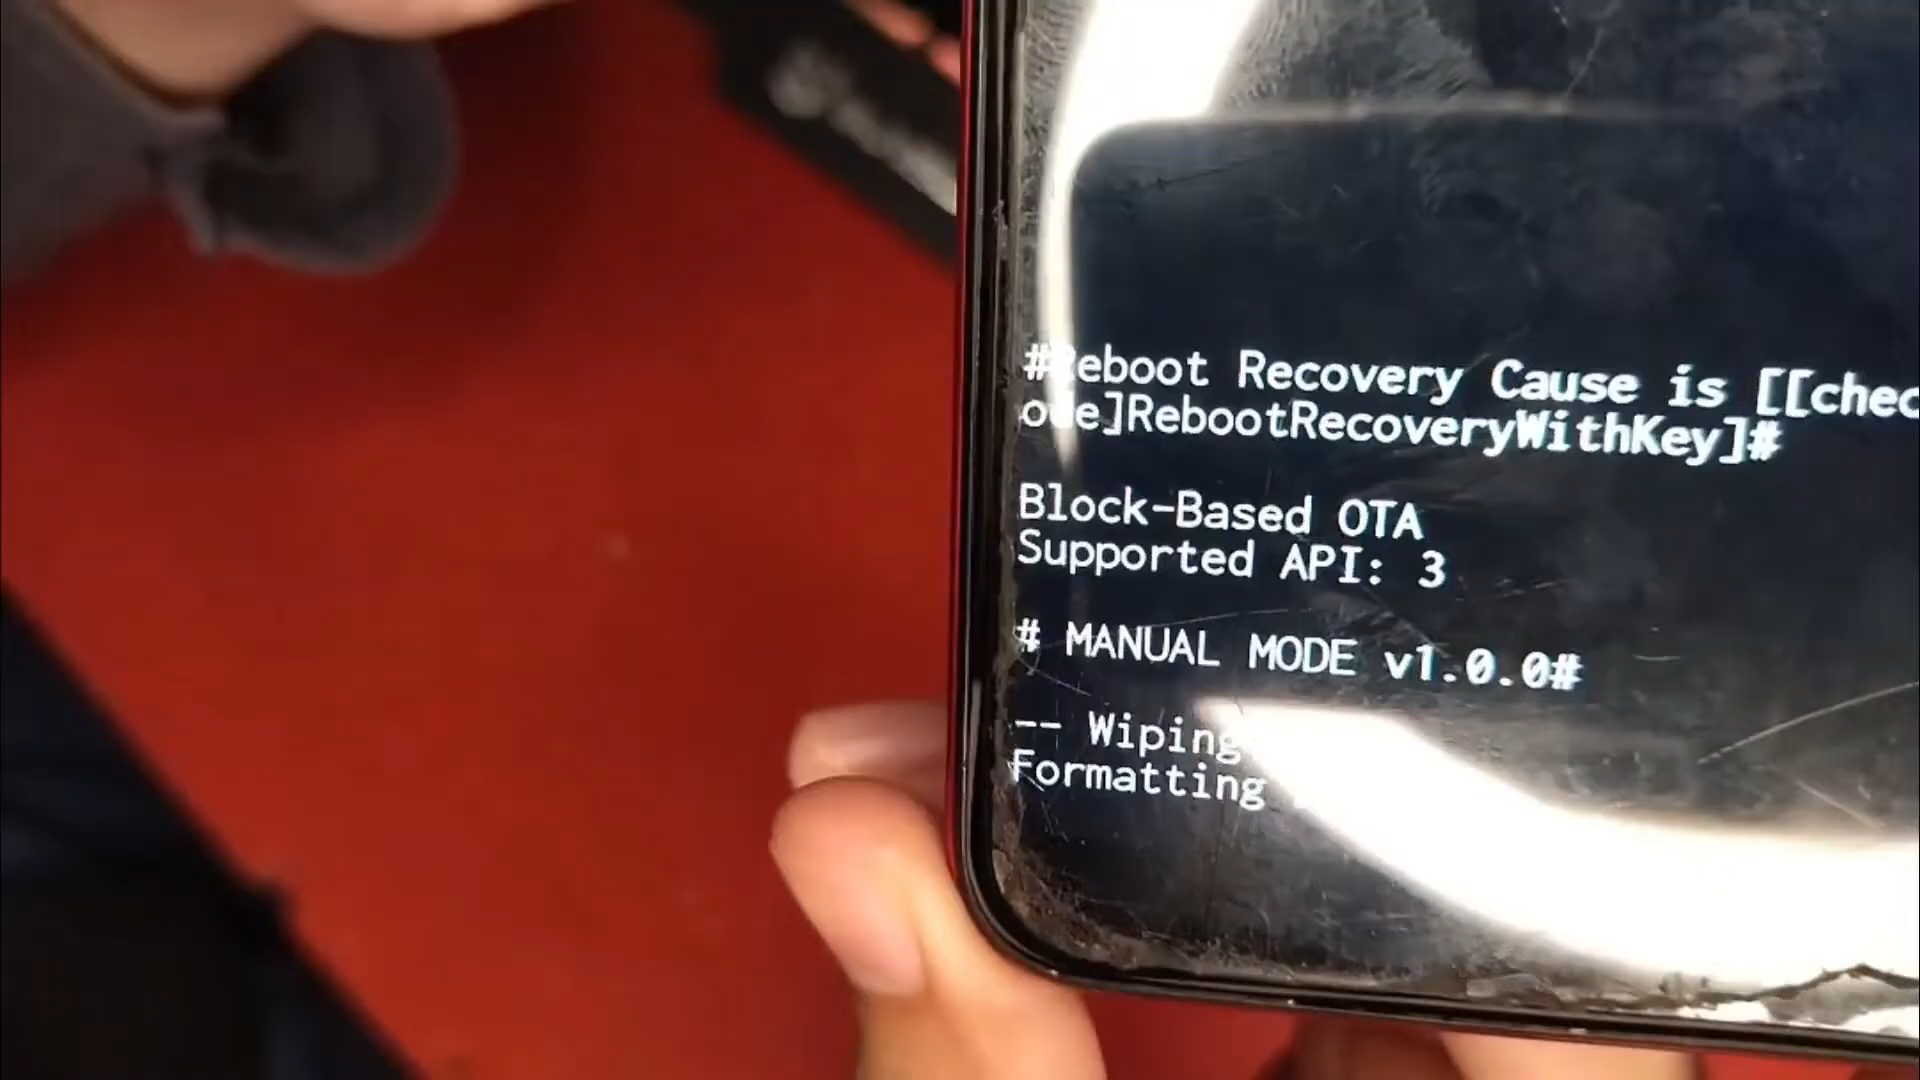 #Reboot Recovery Cause is [[chec
ode]RebootRecoveryWithKey]#
Block-Based OTA
Supported API: 3
# MANUAL MODE v1.0.0#
-- Wiping
Formatting